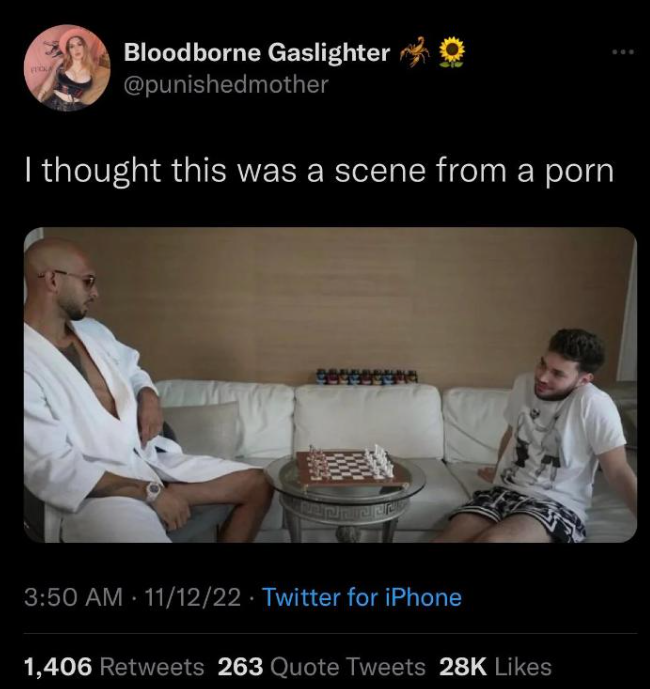 Bloodborne Gaslighter 🦂 🌻
@punishedmother
I thought this was a scene from a porn
3:50 AM · 11/12/22 · Twitter for iPhone
1,406 Retweets 263 Quote Tweets 28K Likes